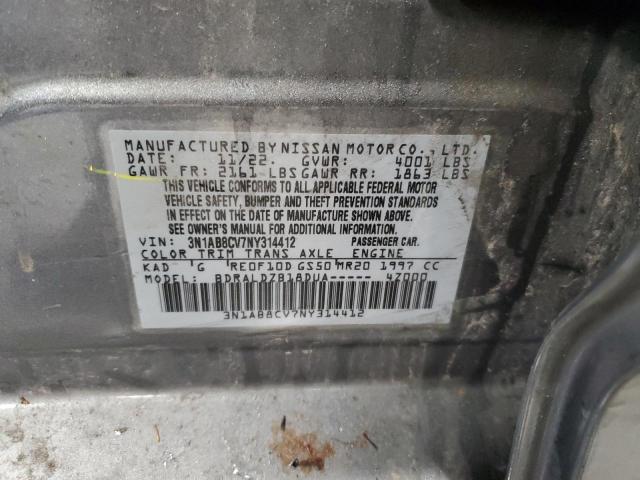 MANUFACTURED BY NISSAN MOTOR CO., LTD.
DATE: 11/22. GVWR: 4001 LBS
GAWR FR: 2161 LBS GAWR RR: 1863 LBS
THIS VEHICLE CONFORMS TO ALL APPLICABLE FEDERAL MOTOR
VEHICLE SAFETY, BUMPER AND THEFT PREVENTION STANDARDS
IN EFFECT ON THE DATE OF MANUFACTURE SHOWN ABOVE.
SEE OWNER'S MANUAL FOR ADDITIONAL INFORMATION.
VIN: 3N1AB8CV7NY314412 PASSENGER CAR.
COLOR TRIM TRANS AXLE ENGINE
KAD G RE0F10D GS50 MR20 1997 CC
MODEL: BDRALDZB18DUA----- 4Z000
3N1AB8CV7NY314412